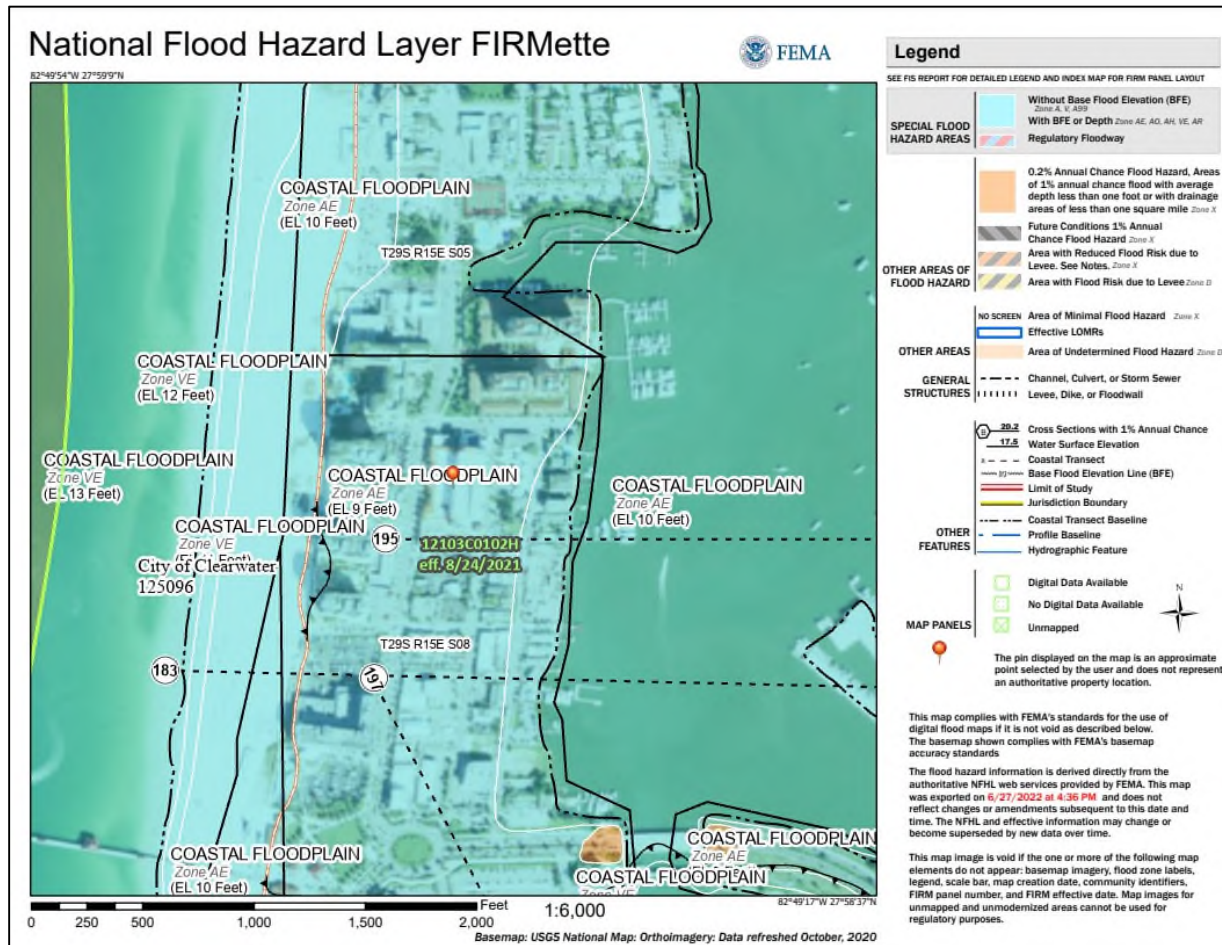 National Flood Hazard Layer FIRMette
FEMA
82°49'54"W 27°59'9"N
COASTAL FLOODPLAIN
Zone AE
(EL 10 Feet)
T29S R15E S05
COASTAL FLOODPLAIN
Zone VE
(EL 12 Feet)
COASTAL FLOODPLAIN
Zone VE
(EL 13 Feet)
COASTAL FLOODPLAIN
Zone AE
(EL 9 Feet)
COASTAL FLOODPLAIN
Zone AE
(EL 10 Feet)
COASTAL FLOODPLAIN
Zone VE
195
12103C0102H
eff. 8/24/2021
City of Clearwater
125096
T29S R15E S08
183
197
COASTAL FLOODPLAIN
Zone AE
COASTAL FLOODPLAIN
Zone AE
(EL 10 Feet)
COASTAL FLOODPLAIN
82°49'17"W 27°58'37"N
0 250 500 1,000 1,500 2,000 Feet 1:6,000
Basemap: USGS National Map: Orthoimagery: Data refreshed October, 2020
Legend
SEE FIS REPORT FOR DETAILED LEGEND AND INDEX MAP FOR FIRM PANEL LAYOUT
SPECIAL FLOOD
HAZARD AREAS
Without Base Flood Elevation (BFE)
Zone A, V, A99
With BFE or Depth Zone AE, AO, AH, VE, AR
Regulatory Floodway
OTHER AREAS OF
FLOOD HAZARD
0.2% Annual Chance Flood Hazard, Areas
of 1% annual chance flood with average
depth less than one foot or with drainage
areas of less than one square mile Zone X
Future Conditions 1% Annual
Chance Flood Hazard Zone X
Area with Reduced Flood Risk due to
Levee. See Notes. Zone X
Area with Flood Risk due to Levee Zone D
OTHER AREAS
NO SCREEN Area of Minimal Flood Hazard Zone X
Effective LOMRs
Area of Undetermined Flood Hazard Zone D
GENERAL
STRUCTURES
Channel, Culvert, or Storm Sewer
Levee, Dike, or Floodwall
OTHER
FEATURES
B 20.2 Cross Sections with 1% Annual Chance
17.5 Water Surface Elevation
Coastal Transect
Base Flood Elevation Line (BFE)
Limit of Study
Jurisdiction Boundary
Coastal Transect Baseline
Profile Baseline
Hydrographic Feature
MAP PANELS
Digital Data Available
No Digital Data Available
Unmapped
N
The pin displayed on the map is an approximate
point selected by the user and does not represent
an authoritative property location.
This map complies with FEMA's standards for the use of
digital flood maps if it is not void as described below.
The basemap shown complies with FEMA's basemap
accuracy standards
The flood hazard information is derived directly from the
authoritative NFHL web services provided by FEMA. This map
was exported on 6/27/2022 at 4:36 PM and does not
reflect changes or amendments subsequent to this date and
time. The NFHL and effective information may change or
become superseded by new data over time.
This map image is void if the one or more of the following map
elements do not appear: basemap imagery, flood zone labels,
legend, scale bar, map creation date, community identifiers,
FIRM panel number, and FIRM effective date. Map images for
unmapped and unmodernized areas cannot be used for
regulatory purposes.